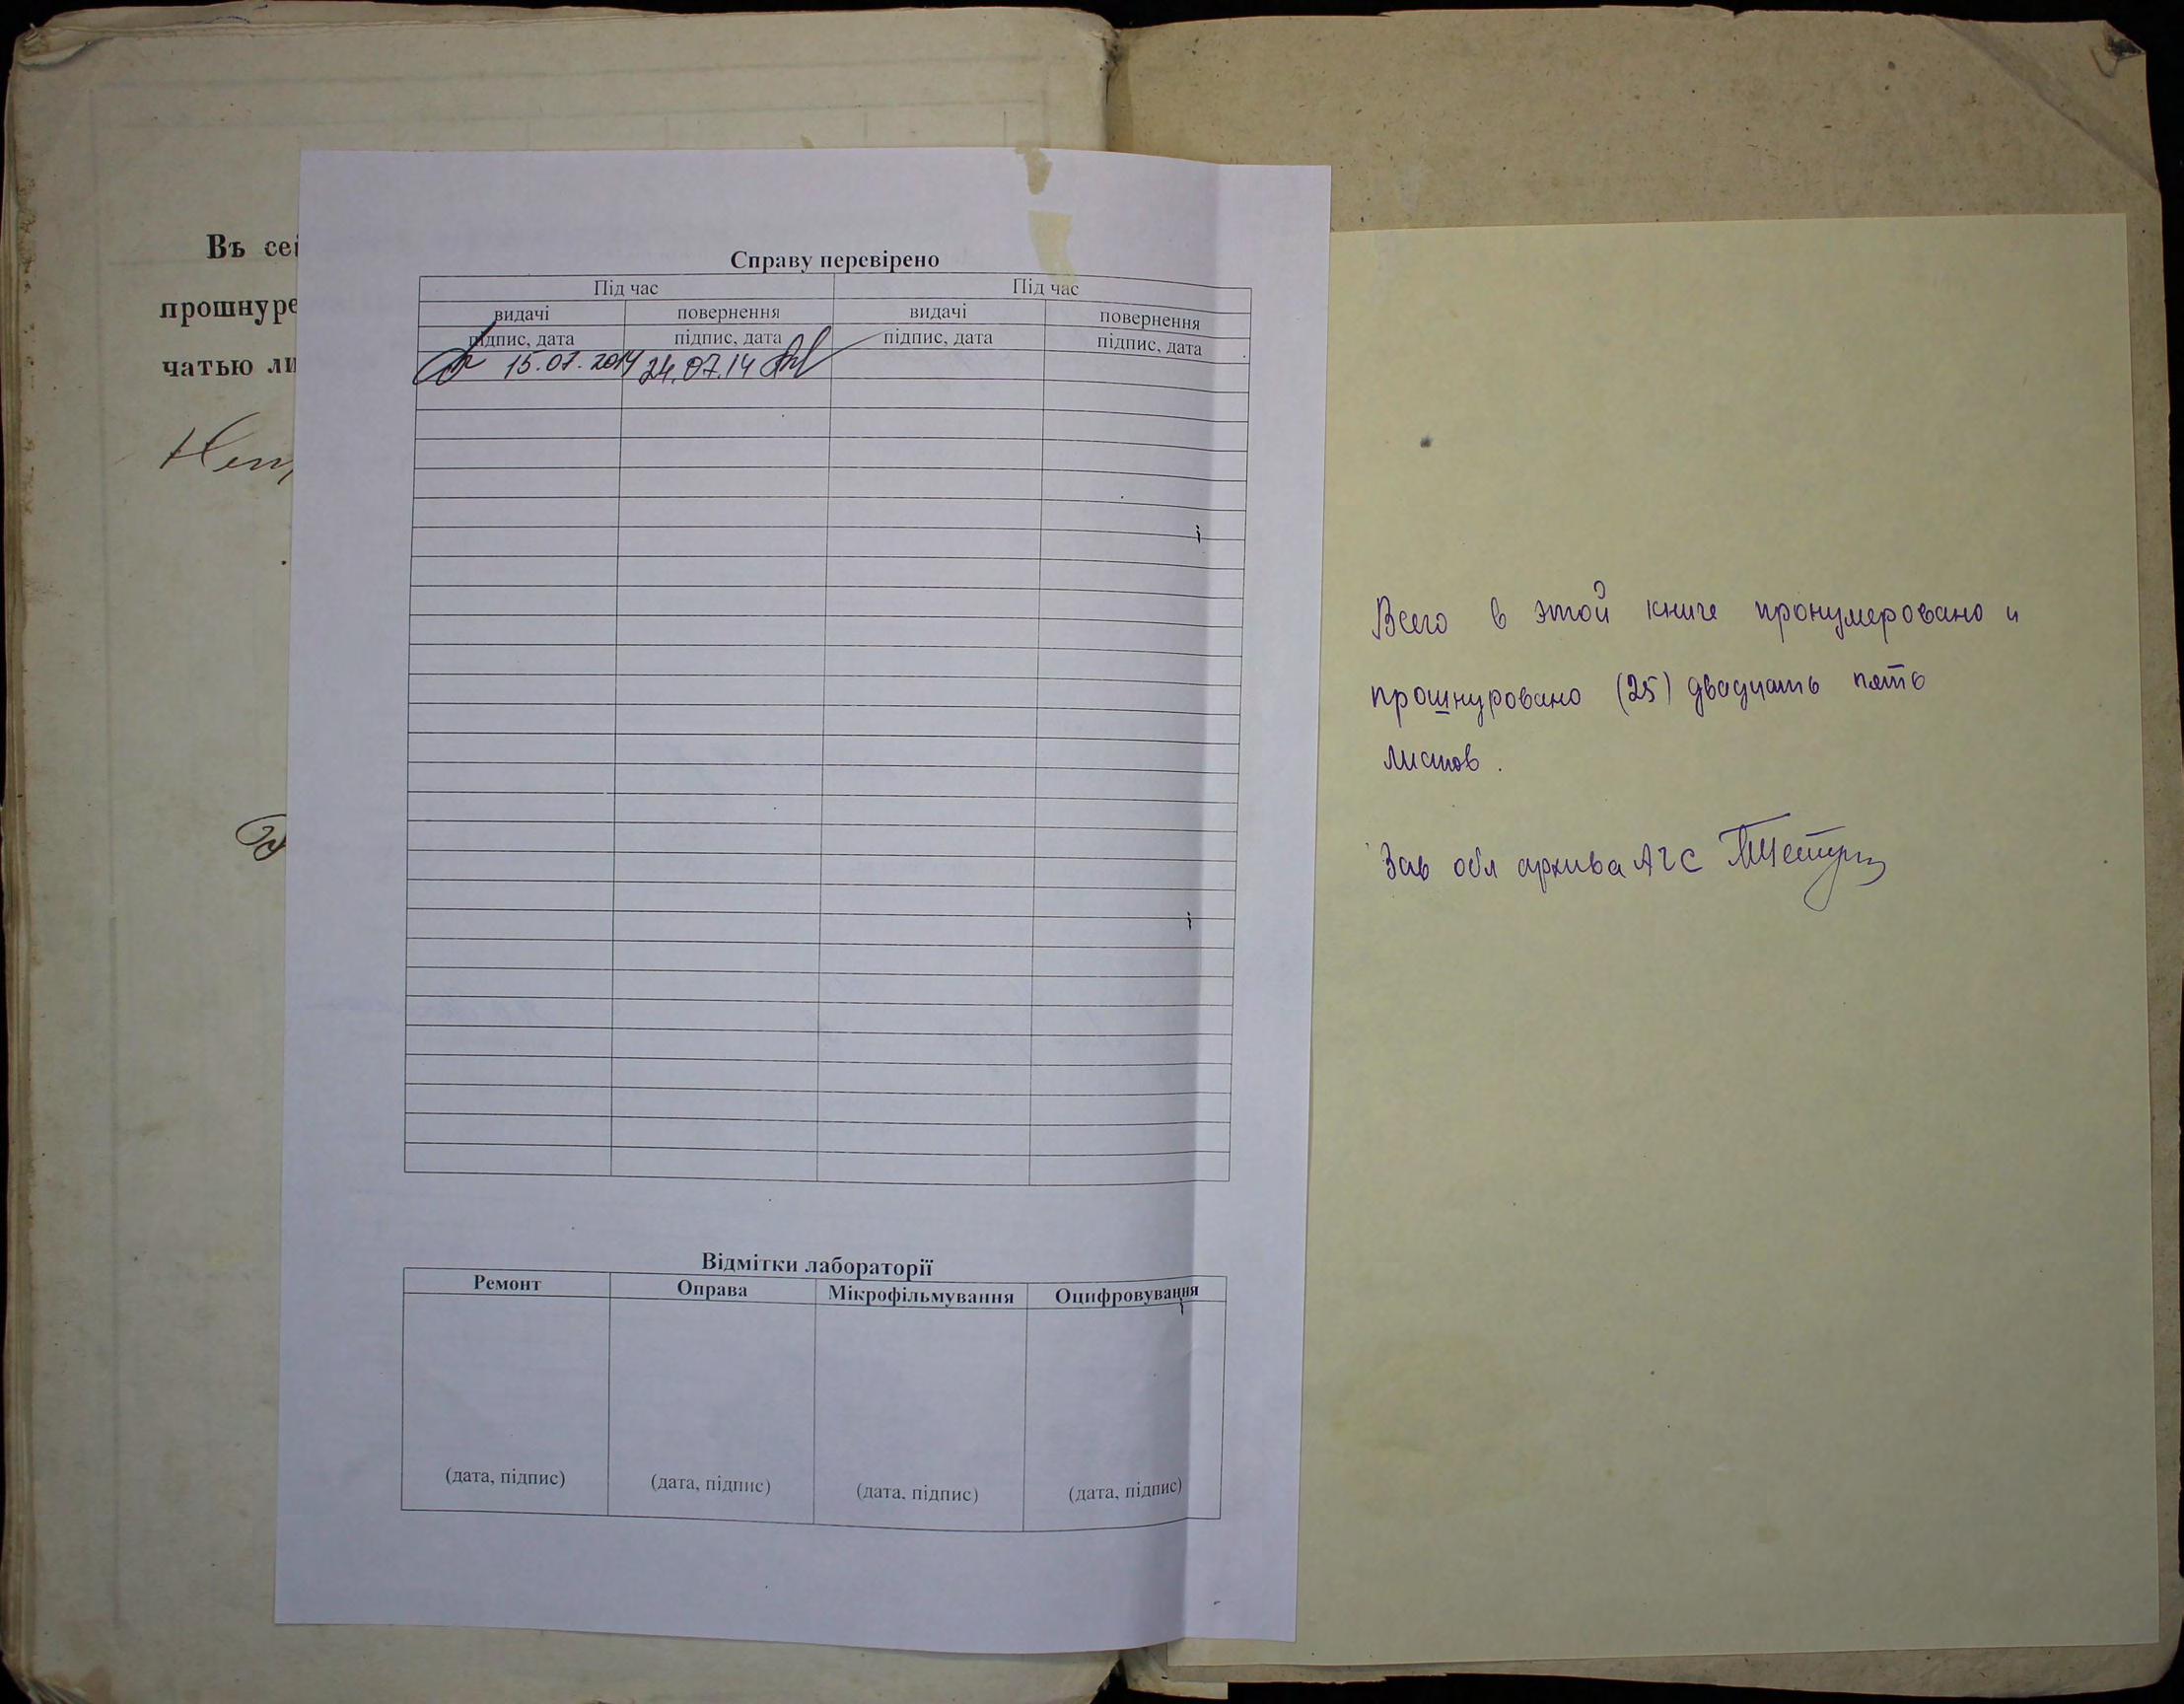 Въ сей
прошнуре
чатью ли
Справу перевірено
Під час Під час
видачі повернення видачі повернення
підпис, дата підпис, дата підпис, дата підпис, дата
15.07.2014 24.07.14
Відмітки лабораторії
Ремонт Оправа Мікрофільмування Оцифровування
(дата, підпис) (дата, підпис) (дата, підпис) (дата, підпис)
Всего в этой книге пронумеровано и
прошнуровано (25) двадцать пять
листов.
Зав обл архива АГС